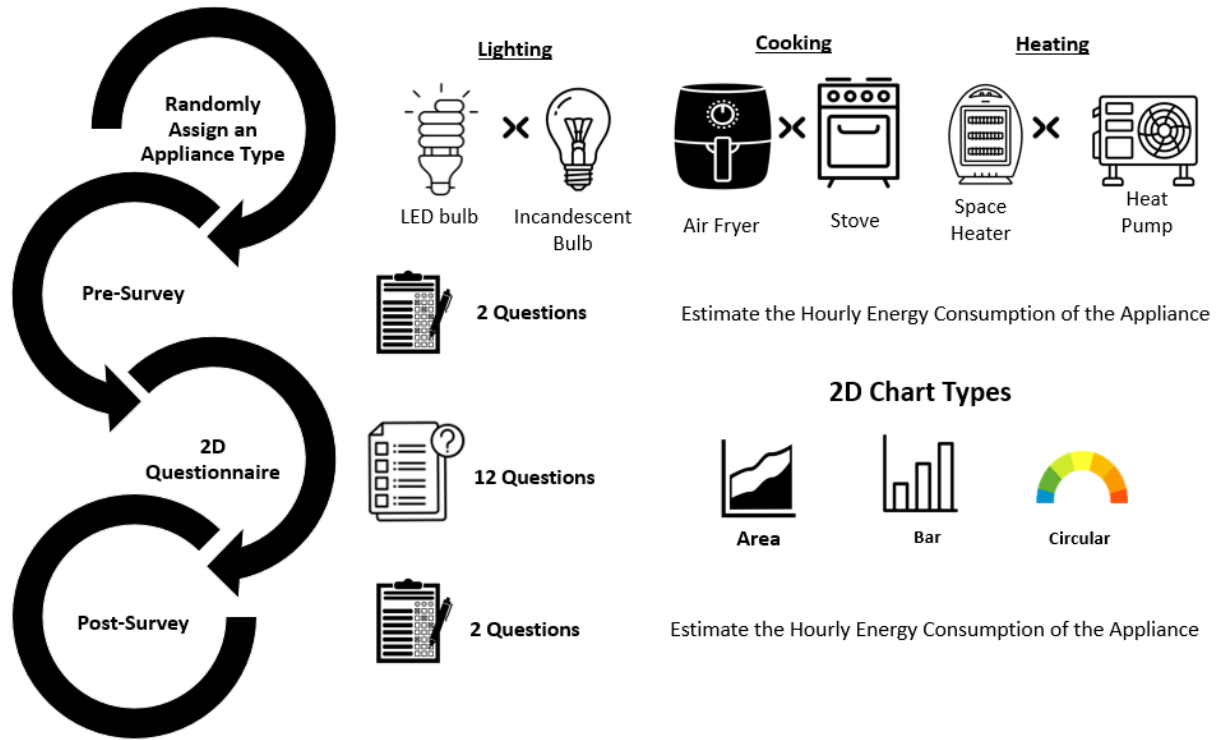 Lighting
Cooking
Heating
Randomly
Assign an
Appliance Type
LED bulb
Incandescent
Bulb
Air Fryer
Stove
Space
Heater
Heat
Pump
Pre-Survey
2 Questions
Estimate the Hourly Energy Consumption of the Appliance
2D Chart Types
2D
Questionnaire
12 Questions
?
Area
Bar
Circular
Post-Survey
2 Questions
Estimate the Hourly Energy Consumption of the Appliance